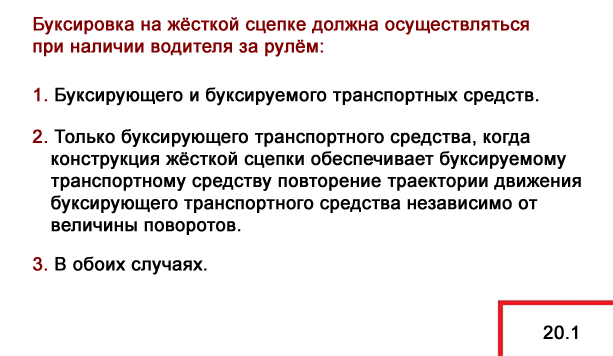 Буксировка на жёсткой сцепке должна осуществляться
при наличии водителя за рулём:
1. Буксирующего и буксируемого транспортных средств.
2. Только буксирующего транспортного средства, когда
конструкция жёсткой сцепки обеспечивает буксируемому
транспортному средству повторение траектории движения
буксирующего транспортного средства независимо от
величины поворотов.
3. В обоих случаях.
20.1